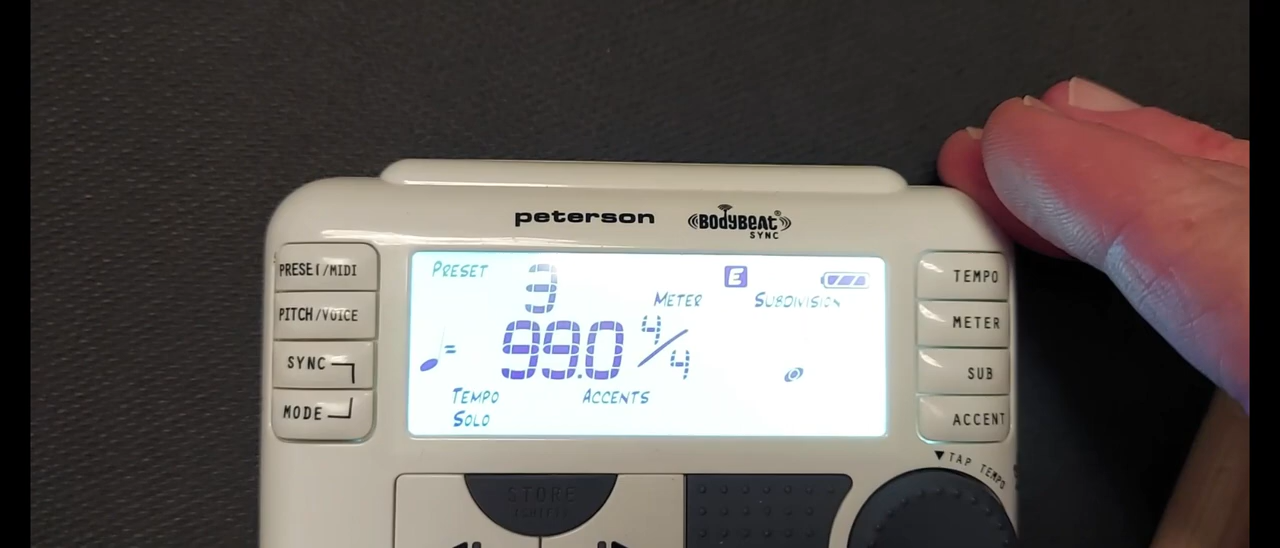 peterson
BODYBEAT®
SYNC
PRESET/MIDI
PITCH/VOICE
SYNC
MODE
PRESET 3
E
METER
SUBDIVISION
= 99.0 4/4
TEMPO
ACCENTS
SOLO
TEMPO
METER
SUB
ACCENT
TAP TEMPO
STORE